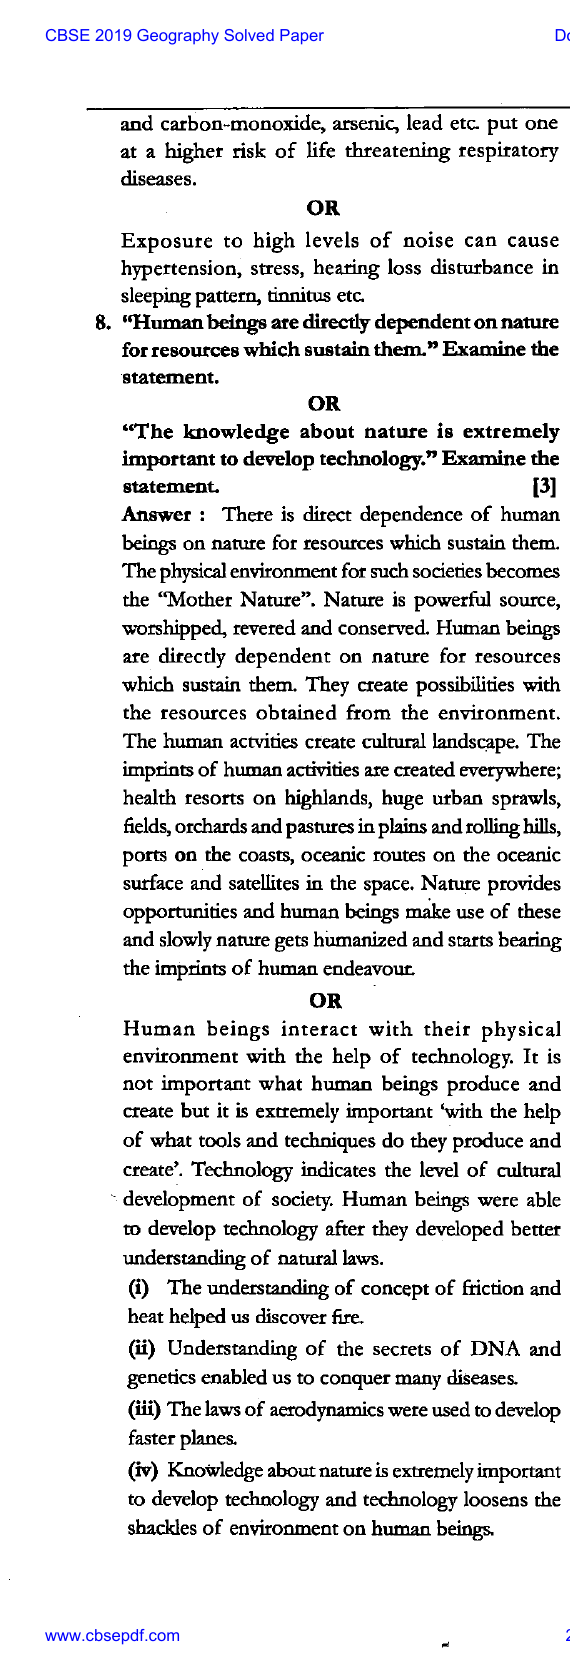 CBSE 2019 Geography Solved Paper
and carbon-monoxide, arsenic, lead etc. put one
at a higher risk of life threatening respiratory
diseases.
OR
Exposure to high levels of noise can cause
hypertension, stress, hearing loss disturbance in
sleeping pattern, tinnitus etc.
8. “Human beings are directly dependent on nature
for resources which sustain them.” Examine the
statement.
OR
“The knowledge about nature is extremely
important to develop technology.” Examine the
statement. [3]
Answer : There is direct dependence of human
beings on nature for resources which sustain them.
The physical environment for such societies becomes
the “Mother Nature”. Nature is powerful source,
worshipped, revered and conserved. Human beings
are directly dependent on nature for resources
which sustain them. They create possibilities with
the resources obtained from the environment.
The human actvities create cultural landscape. The
imprints of human activities are created everywhere;
health resorts on highlands, huge urban sprawls,
fields, orchards and pastures in plains and rolling hills,
ports on the coasts, oceanic routes on the oceanic
surface and satellites in the space. Nature provides
opportunities and human beings make use of these
and slowly nature gets humanized and starts bearing
the imprints of human endeavour.
OR
Human beings interact with their physical
environment with the help of technology. It is
not important what human beings produce and
create but it is extremely important ‘with the help
of what tools and techniques do they produce and
create’. Technology indicates the level of cultural
development of society. Human beings were able
to develop technology after they developed better
understanding of natural laws.
(i) The understanding of concept of friction and
heat helped us discover fire.
(ii) Understanding of the secrets of DNA and
genetics enabled us to conquer many diseases.
(iii) The laws of aerodynamics were used to develop
faster planes.
(iv) Knowledge about nature is extremely important
to develop technology and technology loosens the
shackles of environment on human beings.
www.cbsepdf.com